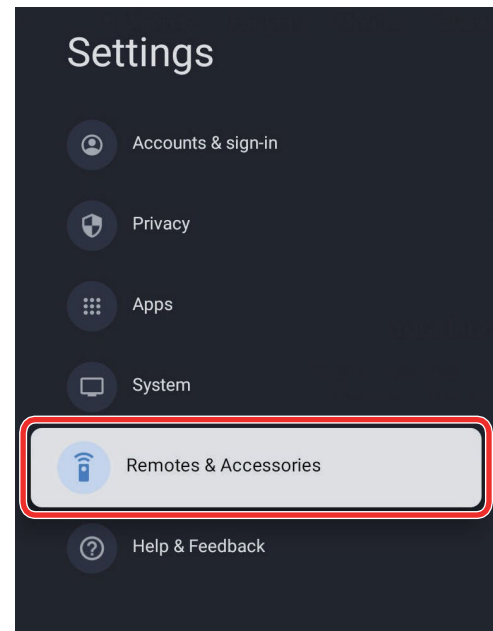 Settings
Accounts & sign-in
Privacy
Apps
System
Remotes & Accessories
Help & Feedback